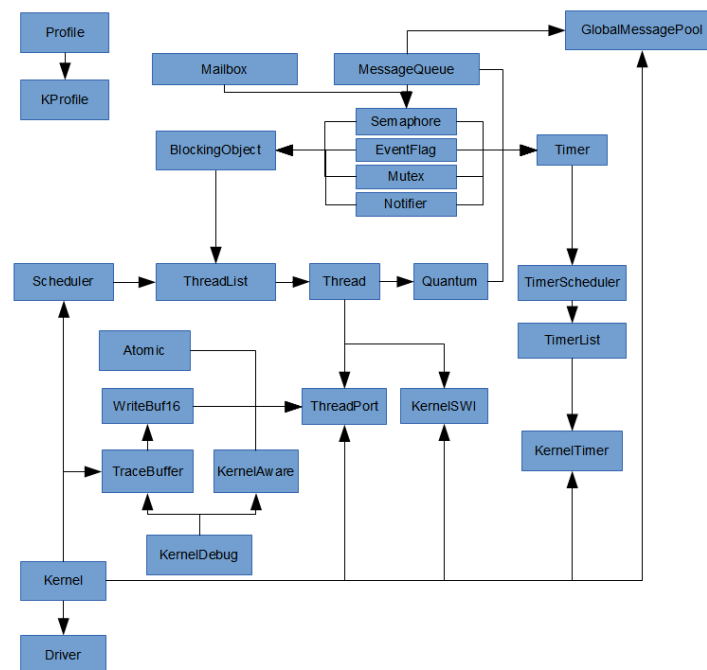 Profile
GlobalMessagePool
Mailbox
MessageQueue
KProfile
Semaphore
BlockingObject
EventFlag
Timer
Mutex
Notifier
Scheduler
ThreadList
Thread
Quantum
TimerScheduler
TimerList
Atomic
WriteBuf16
ThreadPort
KernelSWI
TraceBuffer
KernelAware
KernelTimer
KernelDebug
Kernel
Driver